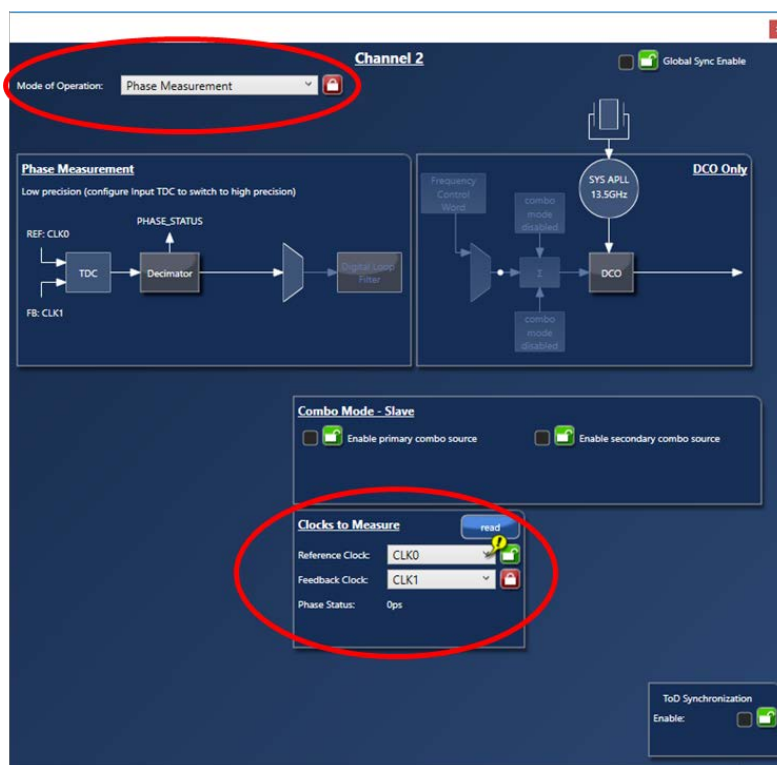 Channel 2
Global Sync Enable
Mode of Operation: Phase Measurement
Phase Measurement
Low precision (configure Input TDC to switch to high precision)
PHASE_STATUS
REF: CLK0
TDC
Decimator
Digital Loop
Filter
FB: CLK1
DCO Only
Frequency
Control
Word
combo
mode
disabled
SYS APLL
13.5GHz
Σ
DCO
combo
mode
disabled
Combo Mode - Slave
Enable primary combo source
Enable secondary combo source
Clocks to Measure
read
Reference Clock: CLK0
Feedback Clock: CLK1
Phase Status: 0ps
ToD Synchronization
Enable: